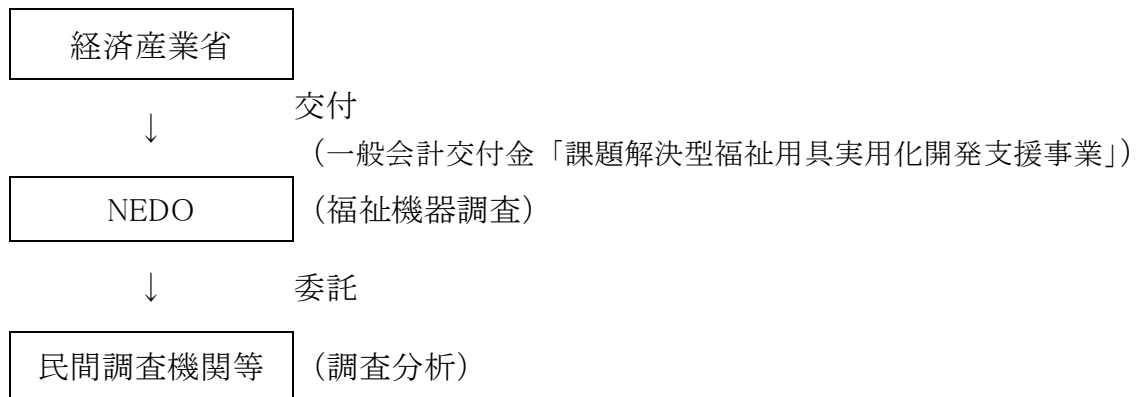 経済産業省
↓ 交付
（一般会計交付金「課題解決型福祉用具実用化開発支援事業」）
NEDO （福祉機器調査）
↓ 委託
民間調査機関等 （調査分析）